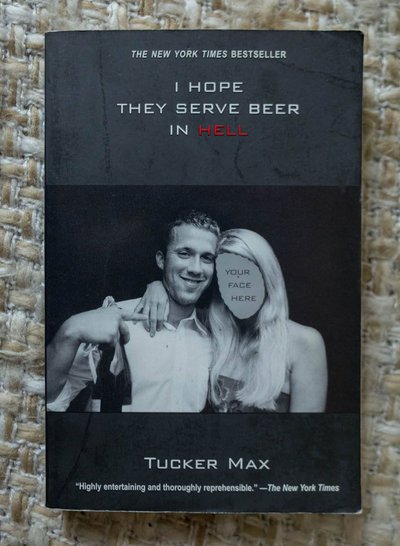 THE NEW YORK TIMES BESTSELLER
I HOPE
THEY SERVE BEER
IN HELL
YOUR
FACE
HERE
TUCKER MAX
"Highly entertaining and thoroughly reprehensible." —The New York Times